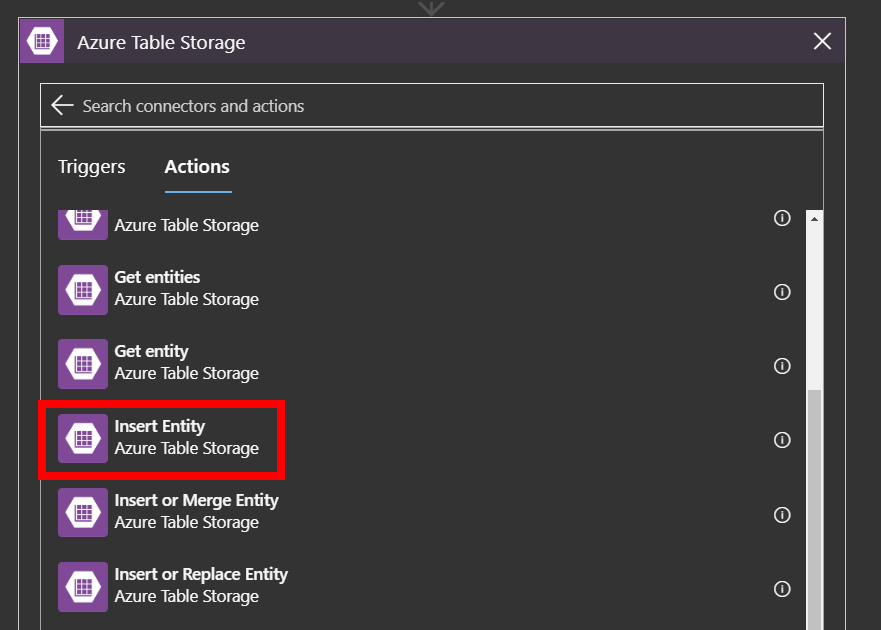 Azure Table Storage
Search connectors and actions
Triggers Actions
Azure Table Storage
Get entities
Azure Table Storage
Get entity
Azure Table Storage
Insert Entity
Azure Table Storage
Insert or Merge Entity
Azure Table Storage
Insert or Replace Entity
Azure Table Storage